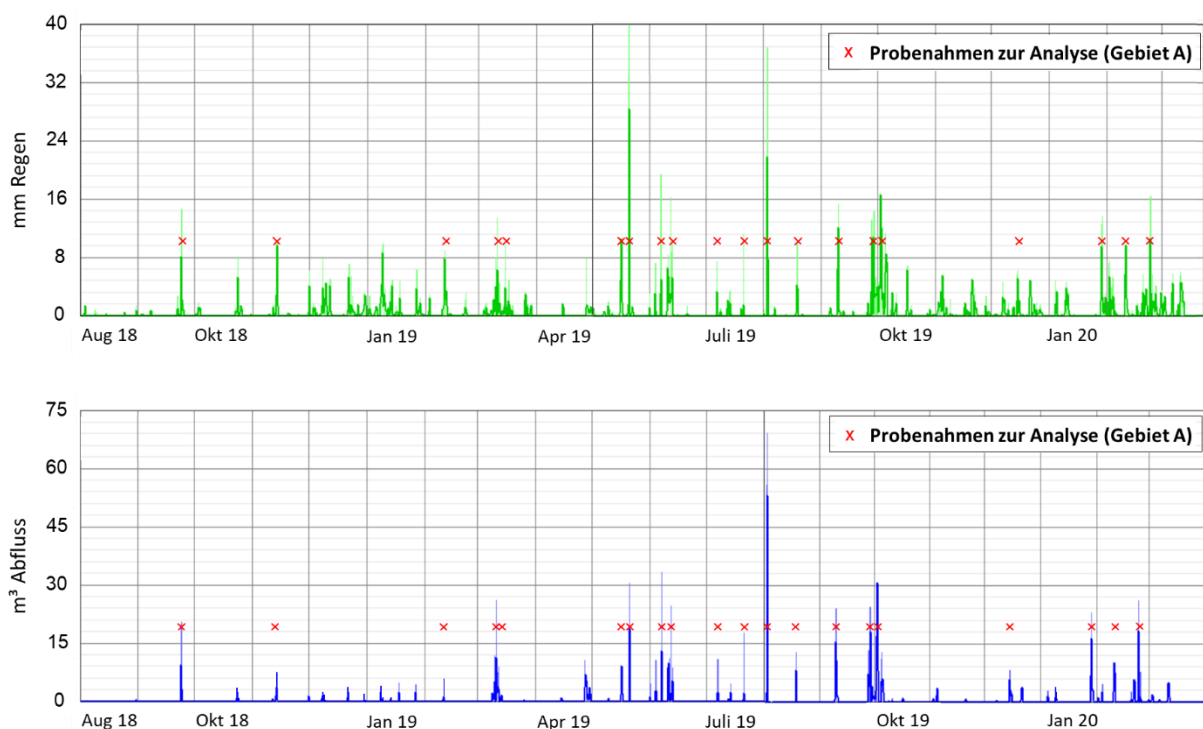 40
x Probenahmen zur Analyse (Gebiet A)
32
24
16
8
0
mm Regen
Aug 18 Okt 18 Jan 19 Apr 19 Juli 19 Okt 19 Jan 20
75
x Probenahmen zur Analyse (Gebiet A)
60
45
30
15
0
m³ Abfluss
Aug 18 Okt 18 Jan 19 Apr 19 Juli 19 Okt 19 Jan 20